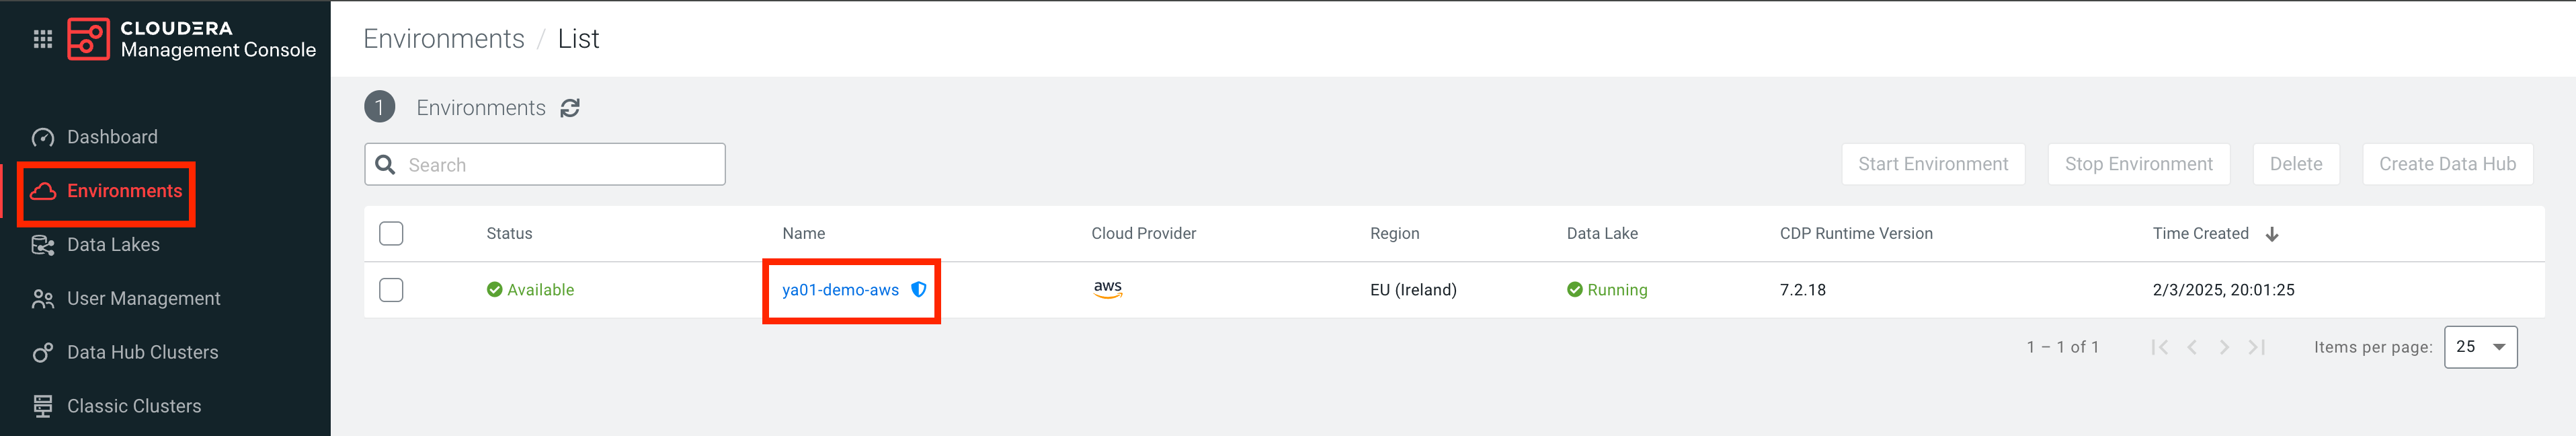 CLOUDERA
Management Console
Dashboard
Environments
Data Lakes
User Management
Data Hub Clusters
Classic Clusters
Environments / List
1 Environments
Search
Start Environment Stop Environment Delete Create Data Hub
Status Name Cloud Provider Region Data Lake CDP Runtime Version Time Created
Available ya01-demo-aws aws EU (Ireland) Running 7.2.18 2/3/2025, 20:01:25
1 – 1 of 1 Items per page: 25